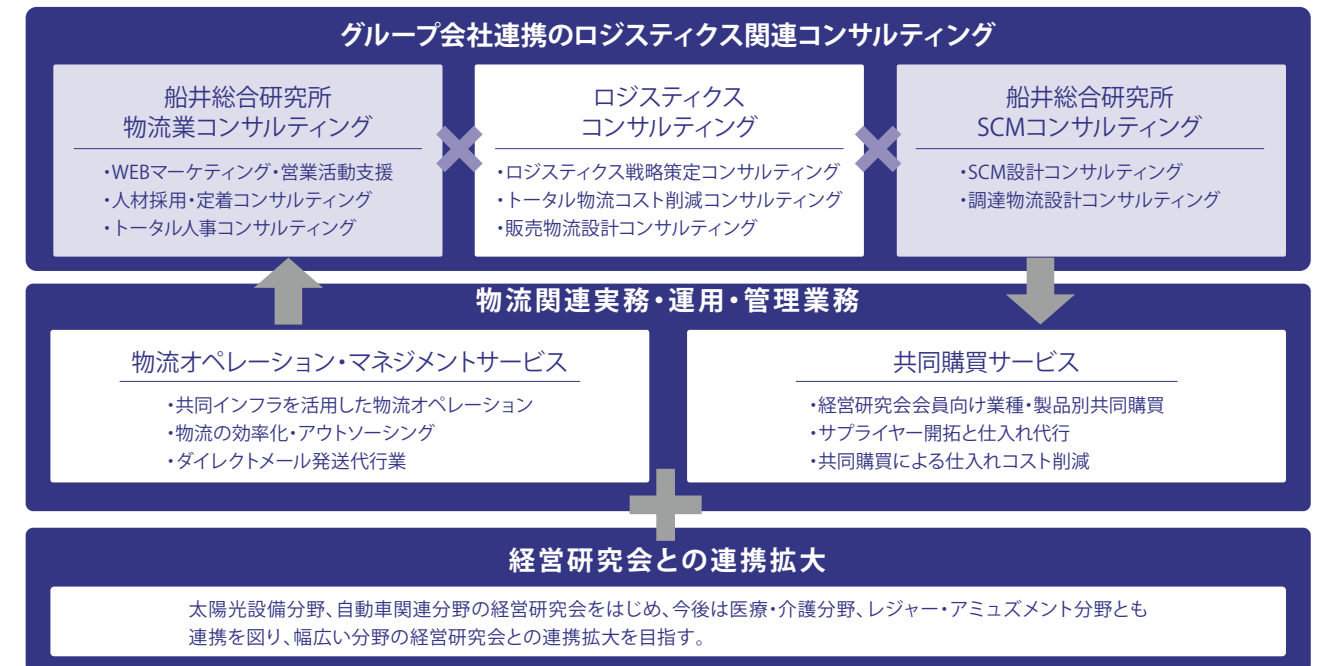 グループ会社連携のロジスティクス関連コンサルティング
船井総合研究所
物流業コンサルティング
・WEBマーケティング・営業活動支援
・人材採用・定着コンサルティング
・トータル人事コンサルティング
ロジスティクス
コンサルティング
・ロジスティクス戦略策定コンサルティング
・トータル物流コスト削減コンサルティング
・販売物流設計コンサルティング
船井総合研究所
SCMコンサルティング
・SCM設計コンサルティング
・調達物流設計コンサルティング
物流関連実務・運用・管理業務
物流オペレーション・マネジメントサービス
・共同インフラを活用した物流オペレーション
・物流の効率化・アウトソーシング
・ダイレクトメール発送代行業
共同購買サービス
・経営研究会会員向け業種・製品別共同購買
・サプライヤー開拓と仕入れ代行
・共同購買による仕入れコスト削減
経営研究会との連携拡大
太陽光設備分野、自動車関連分野の経営研究会をはじめ、今後は医療・介護分野、レジャー・アミュズメント分野とも
連携を図り、幅広い分野の経営研究会との連携拡大を目指す。